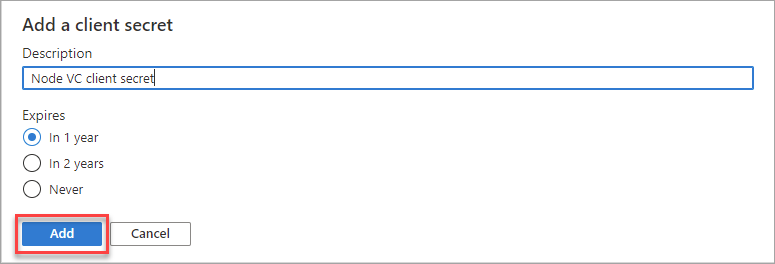 Add a client secret
Description
Node VC client secret
Expires
In 1 year
In 2 years
Never
Add Cancel